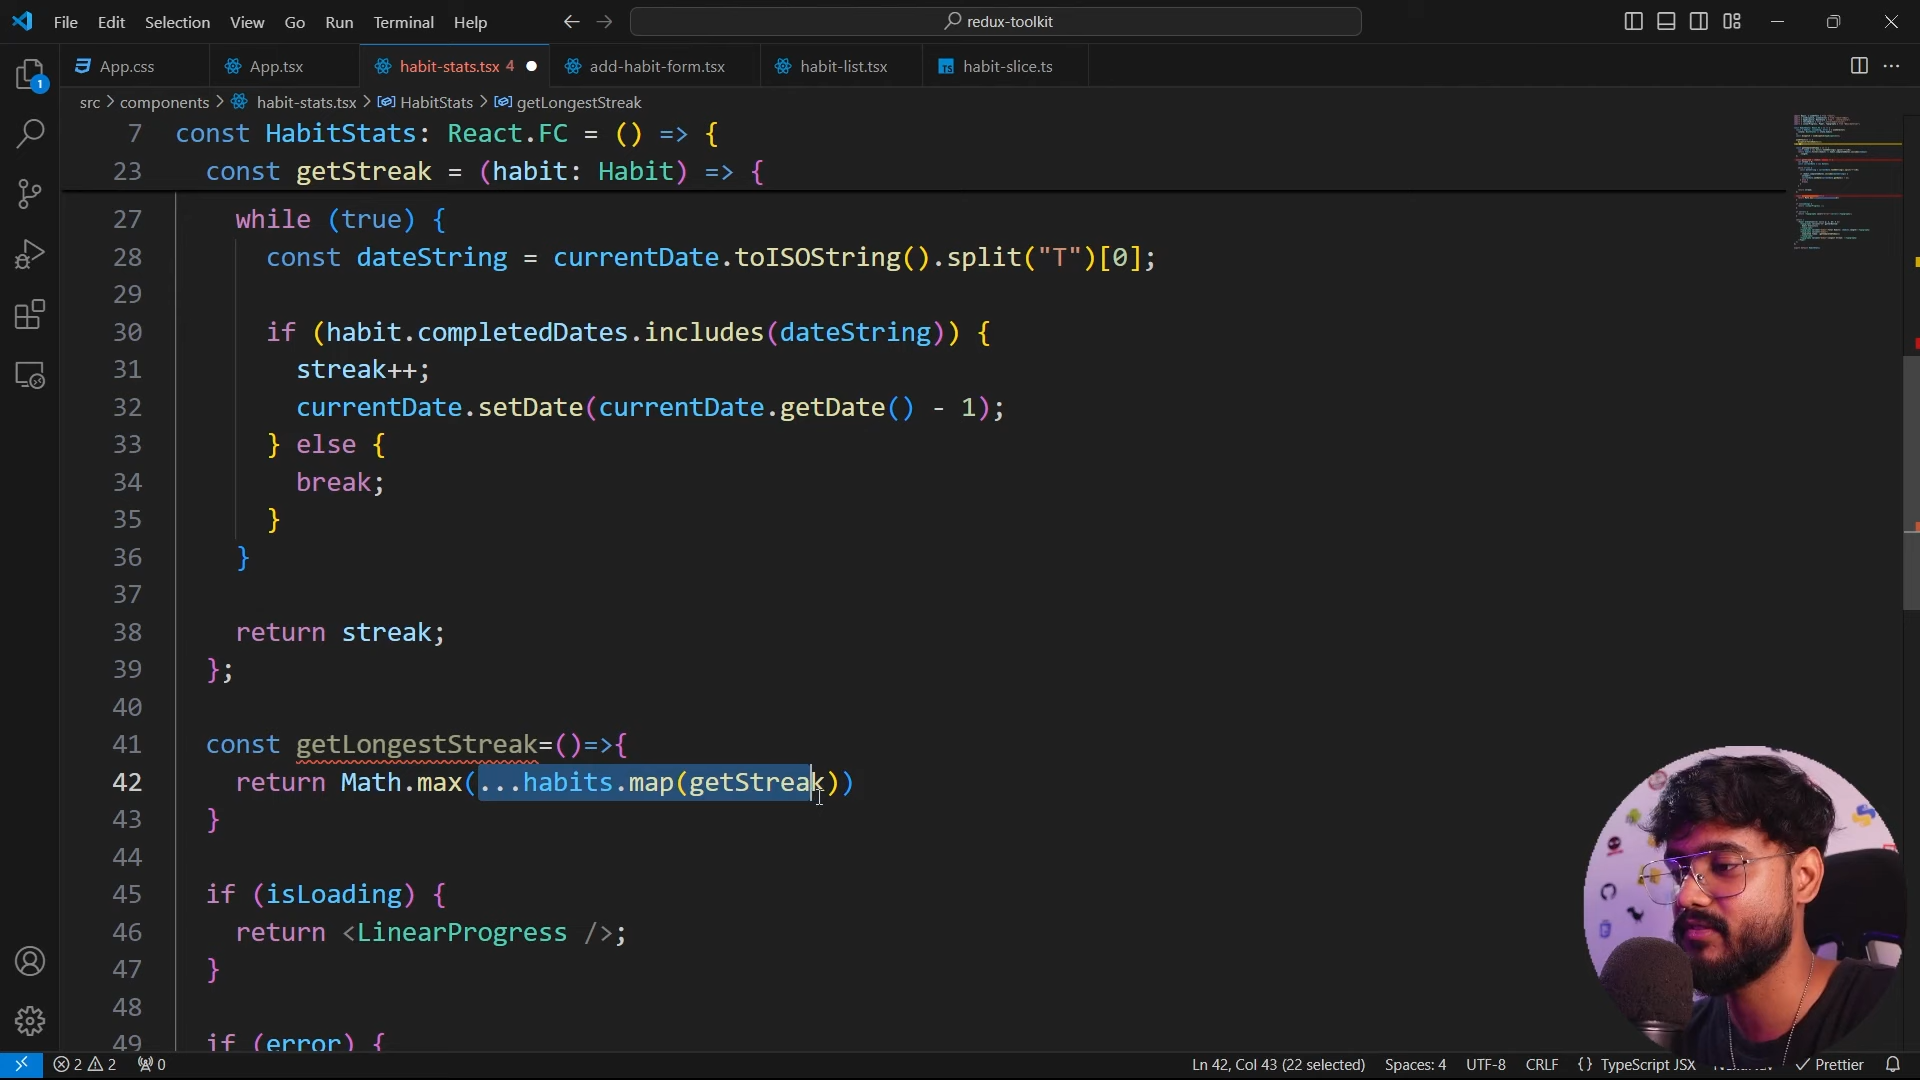 File Edit Selection View Go Run Terminal Help
redux-toolkit
1
App.css
App.tsx
habit-stats.tsx 4
add-habit-form.tsx
habit-list.tsx
TS habit-slice.ts
src > components > habit-stats.tsx > HabitStats > getLongestStreak
7 const HabitStats: React.FC = () => {
23 const getStreak = (habit: Habit) => {
27 while (true) {
28 const dateString = currentDate.toISOString().split("T")[0];
29
30 if (habit.completedDates.includes(dateString)) {
31 streak++;
32 currentDate.setDate(currentDate.getDate() - 1);
33 } else {
34 break;
35 }
36 }
37
38 return streak;
39 };
40
41 const getLongestStreak=()=>{
42 return Math.max(...habits.map(getStreak))
43 }
44
45 if (isLoading) {
46 return <LinearProgress />;
47 }
48
49 if (error) {
2 2 0
Ln 42, Col 43 (22 selected) Spaces: 4 UTF-8 CRLF {} TypeScript JSX Prettier